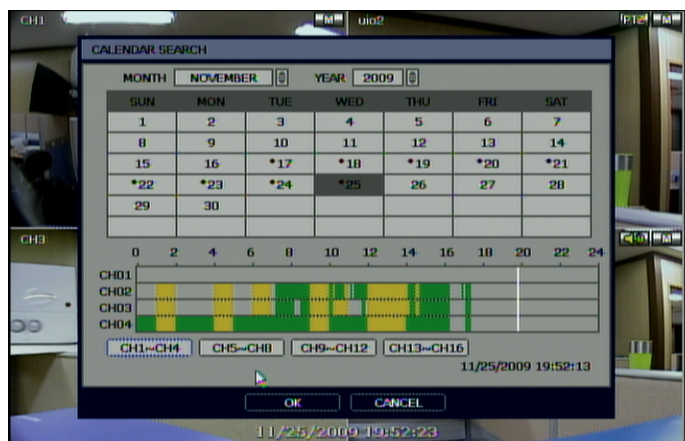 CH1 M uio2 PTZ M
CALENDAR SEARCH
MONTH NOVEMBER YEAR 2009
SUN MON TUE WED THU FRI SAT
1 2 3 4 5 6 7
8 9 10 11 12 13 14
15 16 *17 *18 *19 *20 *21
*22 *23 *24 *25 26 27 28
29 30
CH3 M
0 2 4 6 8 10 12 14 16 18 20 22 24
CH01
CH02
CH03
CH04
CH1~CH4 CH5~CH8 CH9~CH12 CH13~CH16
11/25/2009 19:52:13
OK CANCEL
11/25/2009 19:52:23